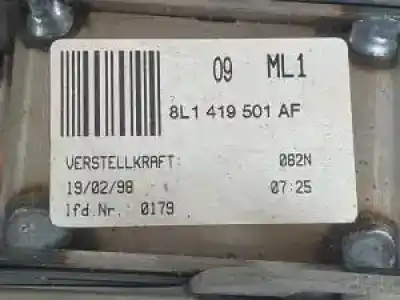 09 ML1
8L1 419 501 AF
VERSTELLKRAFT: 082N
19/02/98 07:25
lfd.Nr.: 0179